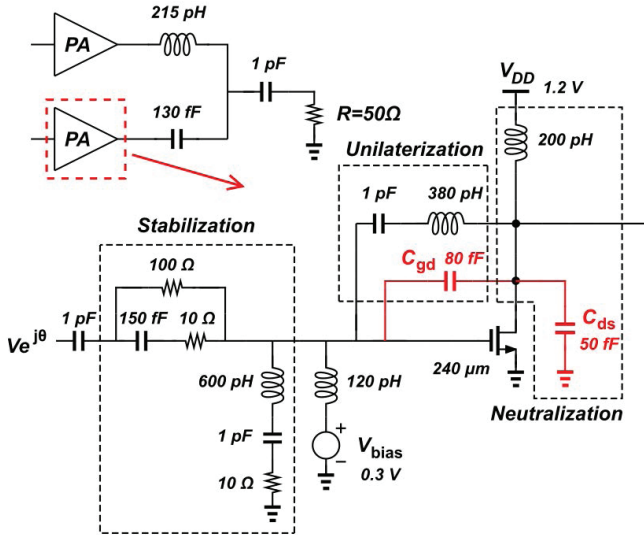 215 pH
PA
1 pF
130 fF
R=50Ω
PA
V_DD
1.2 V
200 pH
Unilaterization
1 pF
380 pH
Stabilization
C_gd 80 fF
100 Ω
1 pF
150 fF
10 Ω
Ve^jθ
C_ds
50 fF
600 pH
120 pH
240 μm
Neutralization
1 pF
+
V_bias
−
0.3 V
10 Ω